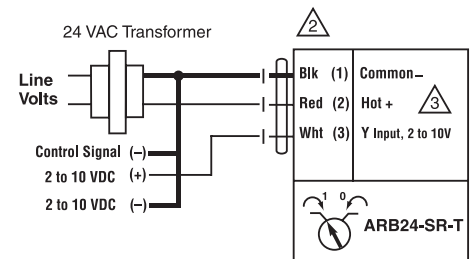 2
24 VAC Transformer
Line
Volts
Blk (1) Common –
Red (2) Hot +
3
Wht (3) Y Input, 2 to 10V
Control Signal (–)
2 to 10 VDC (+)
2 to 10 VDC (–)
1 0
ARB24-SR-T